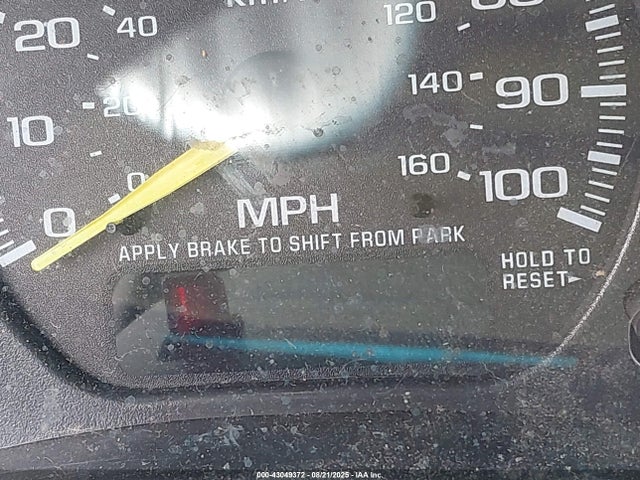 km/h
20 40 120
20 140 90
10
0 0 160 100
MPH
APPLY BRAKE TO SHIFT FROM PARK
HOLD TO
RESET
000-43049372 - 08/21/2025 - IAA Inc.